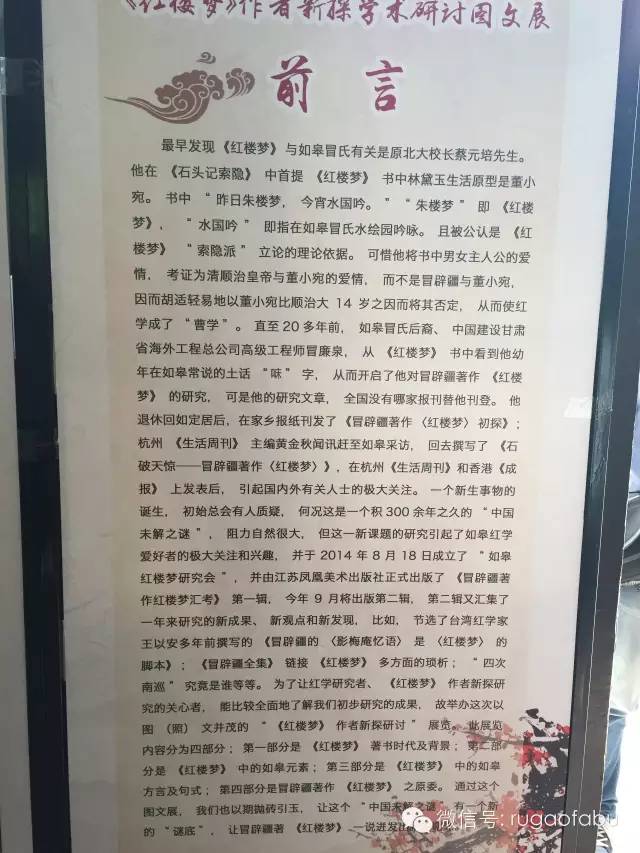 《红楼梦》作者新探学术研讨图文展
前言
最早发现《红楼梦》与如皋冒氏有关是原北大校长蔡元培先生。
他在《石头记索隐》中首提《红楼梦》书中林黛玉生活原型是董小
宛。书中“昨日朱楼梦，今宵水国吟。”“朱楼梦”即《红楼
梦》，“水国吟”即指在如皋冒氏水绘园吟咏。且被公认是《红
楼梦》“索隐派”立论的理论依据。可惜他将书中男女主人公的爱
情，考证为清顺治皇帝与董小宛的爱情，而不是冒辟疆与董小宛，
因而胡适轻易地以董小宛比顺治大14岁之因而将其否定，从而使红
学成了“曹学”。直至20多年前，如皋冒氏后裔、中国建设甘肃
省海外工程总公司高级工程师冒廉泉，从《红楼梦》书中看到他幼
年在如皋常说的土话“味”字，从而开启了他对冒辟疆著作《红楼
梦》的研究，可是他的研究文章，全国没有哪家报刊替他刊登。他
退休回如定居后，在家乡报纸刊发了《冒辟疆著作〈红楼梦〉初探》；
杭州《生活周刊》主编黄金秋闻讯赶至如皋采访，回去撰写了《石
破天惊——冒辟疆著作〈红楼梦〉》，在杭州《生活周刊》和香港《成
报》上发表后，引起国内外有关人士的极大关注。一个新生事物的
诞生，初始总会有人质疑，何况这是一个积300余年之久的“中国
未解之谜”，阻力自然很大，但这一新课题的研究引起了如皋红学
爱好者的极大关注和兴趣，并于2014年8月18日成立了“如皋
红楼梦研究会”，并由江苏凤凰美术出版社正式出版了《冒辟疆著
作红楼梦汇考》第一辑，今年9月将出版第二辑，第二辑又汇集了
一年来研究的新成果、新观点和新发现，比如，节选了台湾红学家
王以安多年前撰写的《冒辟疆的〈影梅庵忆语〉是〈红楼梦〉的
脚本》；《冒辟疆全集》链接《红楼梦》多方面的琐析；“四次
南巡”究竟是谁等等。为了让红学研究者、《红楼梦》作者新探研
究的关心者，能比较全面地了解我们初步研究的成果，故举办这次以
图（照）文并茂的“《红楼梦》作者新探研讨”展览。此展览
内容分为四部分；第一部分是《红楼梦》著书时代及背景；第二部
分是《红楼梦》中的如皋元素；第三部分是《红楼梦》中的如皋
方言及句式；第四部分是冒辟疆著作《红楼梦》之原委。通过这个
图文展，我们也以期抛砖引玉，让这个“中国未解之谜”有一个新
的“谜底”，让冒辟疆著《红楼梦》一说迸发出
微信号: rugaofabu